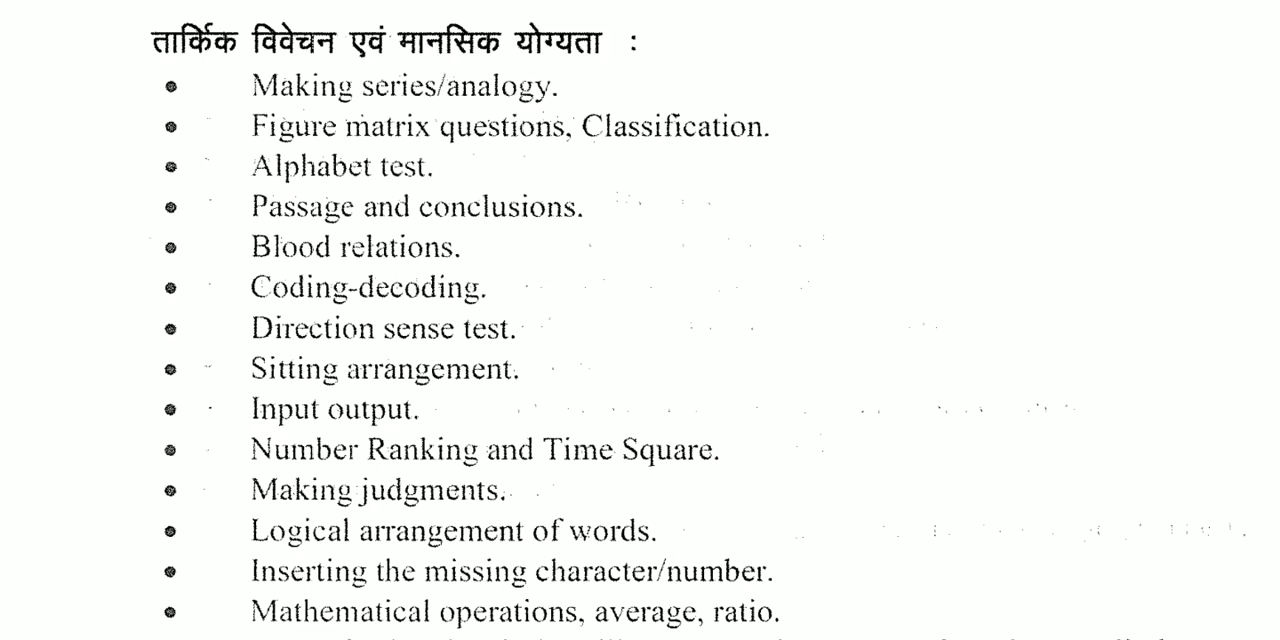 तार्किक विवेचन एवं मानसिक योग्यता :
• Making series/analogy.
• Figure matrix questions, Classification.
• Alphabet test.
• Passage and conclusions.
• Blood relations.
• Coding-decoding.
• Direction sense test.
• Sitting arrangement.
• Input output.
• Number Ranking and Time Square.
• Making judgments.
• Logical arrangement of words.
• Inserting the missing character/number.
• Mathematical operations, average, ratio.